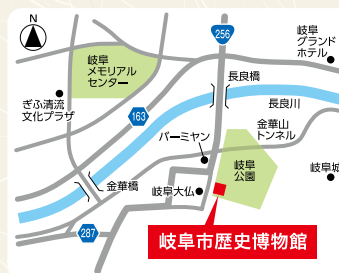 N
256
岐阜
グランド
ホテル
岐阜
メモリアル
センター
長良橋
長良川
ぎふ清流
文化プラザ
163
金華山
トンネル
バーミヤン
岐阜
公園
岐阜城
金華橋
岐阜大仏
287
岐阜市歴史博物館